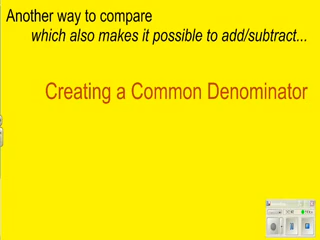 Another way to compare
which also makes it possible to add/subtract...
Creating a Common Denominator